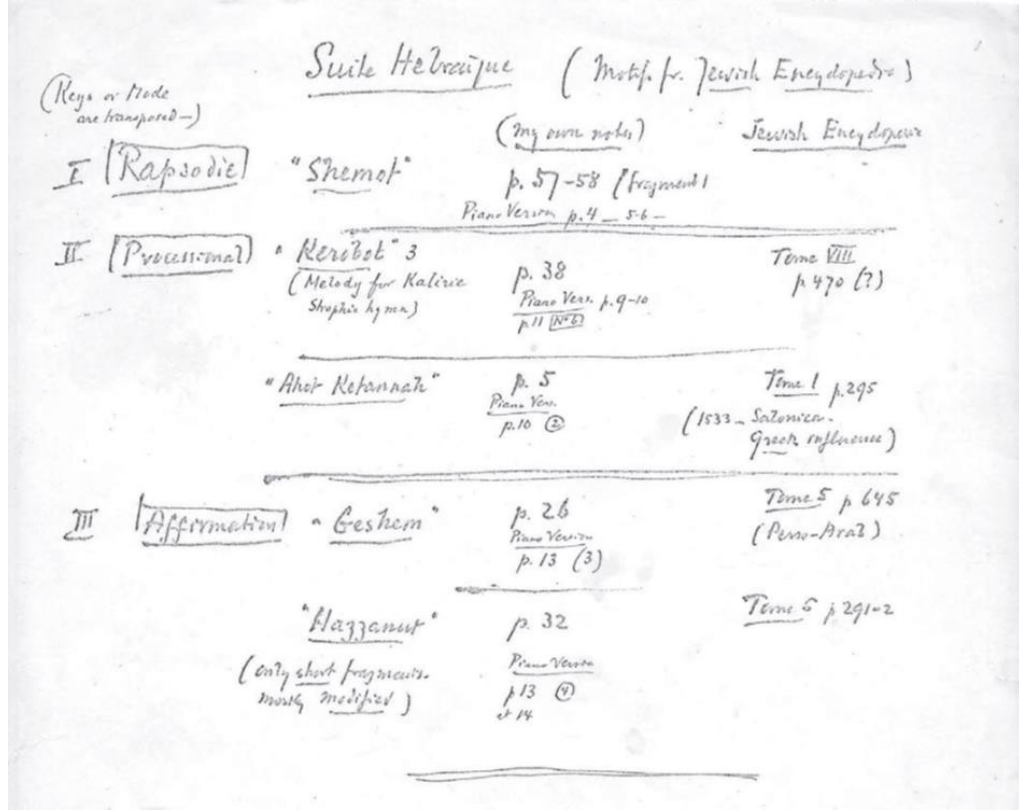 Suite Hébraïque (Motifs fr. Jewish Encyclopedia)
(Keys or Mode
are transposed—)
(my own notes) Jewish Encyclopedia
I Rapsodie "Shemot" p. 57-58 (fragment)
Piano Version p. 4 — 5-6 —
II Processional "Kerobot" 3 p. 38 Tome VIII
(Melody for Kaliric p. 470 (?)
Strophic hymn) Piano Vers. p. 9-10
p 11 No 6
"Ahot Ketannah" p. 5 Tome 1 p. 295
Piano Vers. (1533 - Salonica -
p. 10 (2) Greek influence)
III Affirmation "Geshem" p. 26 Tome 5 p 645
Piano Version (Perso-Arab)
p. 13 (3)
"Hazzanut" p. 32 Tome 6 p 291-2
(only short fragments - Piano Version
mostly modified) p 13 (4)
et 14